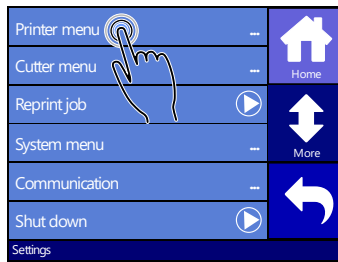 Printer menu ...
Cutter menu ...
Home
Reprint job
System menu ...
More
Communication ...
Shut down
Settings